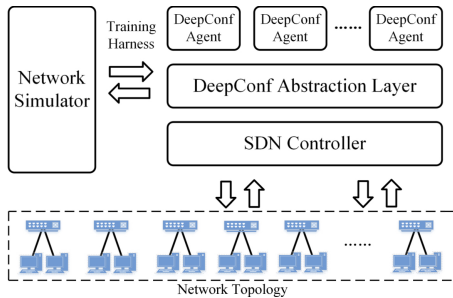 Network
Simulator
Training
Harness
DeepConf
Agent
DeepConf
Agent
......
DeepConf
Agent
DeepConf Abstraction Layer
SDN Controller
......
Network Topology